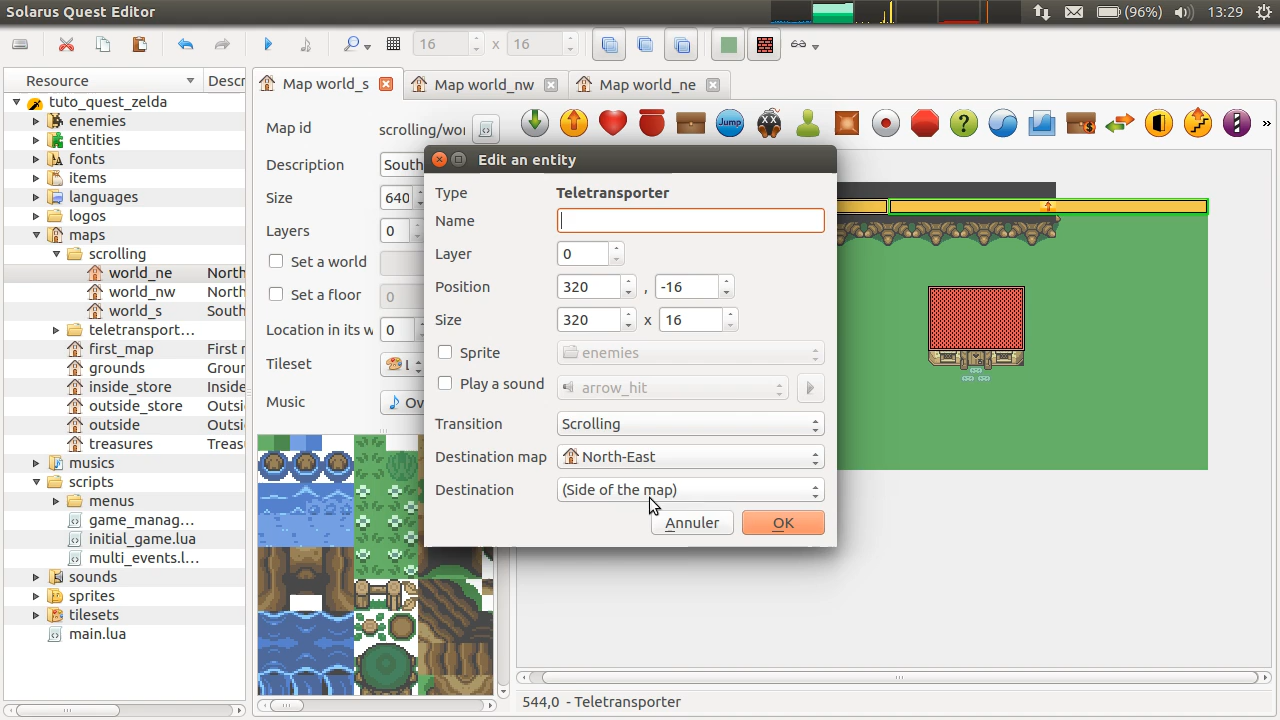 Solarus Quest Editor
(96%)
13:29
16 x 16
Resource
Descr
Map world_s
Map world_nw
Map world_ne
tuto_quest_zelda
enemies
entities
fonts
items
languages
logos
maps
scrolling
world_ne North
world_nw North
world_s South
teletransport...
first_map First r
grounds Groun
inside_store Inside
outside_store Outsi
outside Outsi
treasures Treas
musics
scripts
menus
game_manag...
initial_game.lua
multi_events.l...
sounds
sprites
tilesets
main.lua
Map id scrolling/wor
Description South
Size 640
Layers 0
Set a world
Set a floor 0
Location in its w 0
Tileset
Music Ov
Jump
Edit an entity
Type Teletransporter
Name
Layer 0
Position 320 , -16
Size 320 x 16
Sprite enemies
Play a sound arrow_hit
Transition Scrolling
Destination map North-East
Destination (Side of the map)
Annuler OK
544,0 - Teletransporter